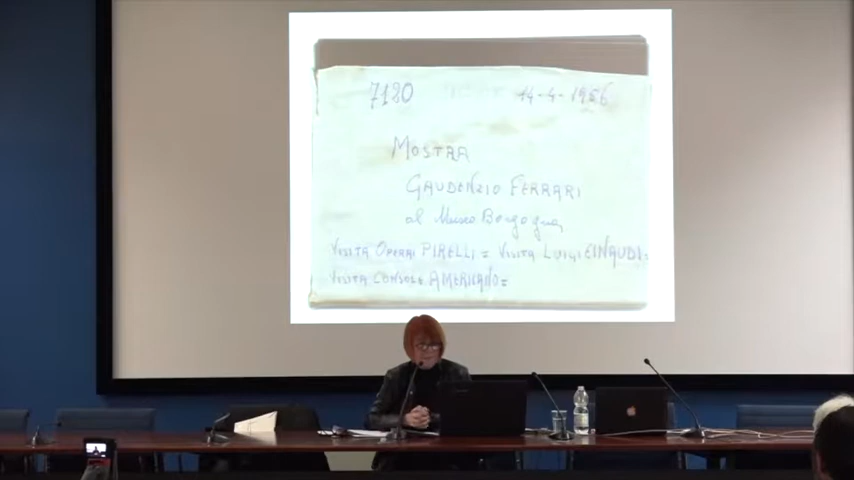 7180 14-4-1956
MOSTRA
GAUDENZIO FERRARI
al Museo Borgogna
VISITA OPERAI PIRELLI = VISITA LUIGI EINAUDI =
VISITA CONSOLE AMERICANO =